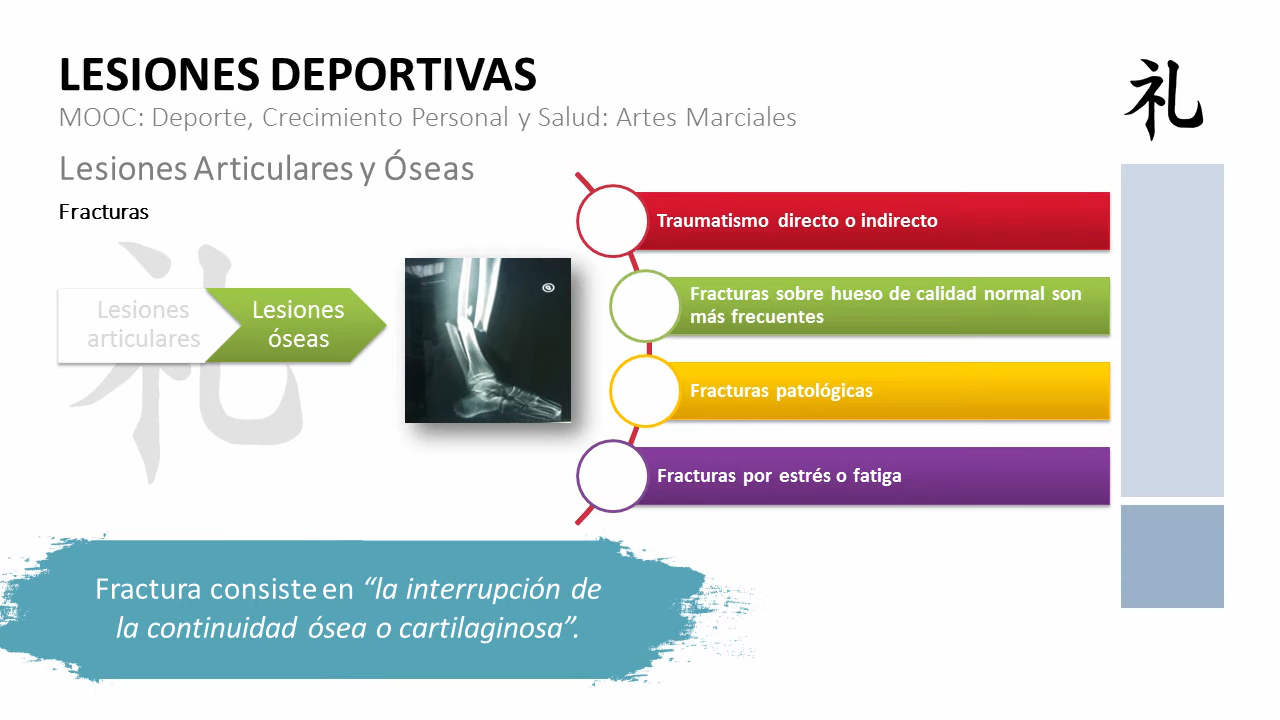 LESIONES DEPORTIVAS
MOOC: Deporte, Crecimiento Personal y Salud: Artes Marciales
礼
Lesiones Articulares y Óseas
Fracturas
Lesiones
articulares
Lesiones
óseas
礼
Traumatismo directo o indirecto
Fracturas sobre hueso de calidad normal son
más frecuentes
Fracturas patológicas
Fracturas por estrés o fatiga
Fractura consiste en “la interrupción de
la continuidad ósea o cartilaginosa”.